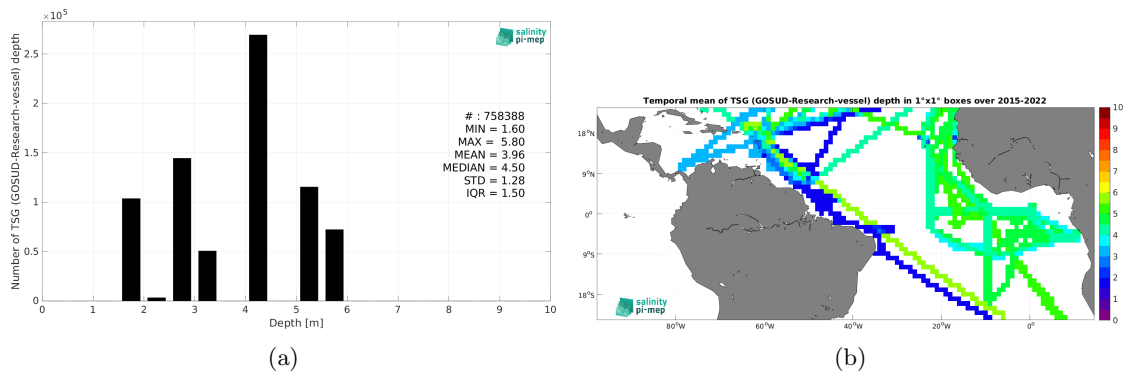 ×10⁵
Number of TSG (GOSUD-Research-vessel) depth
2.5
2
1.5
1
0.5
0
0 1 2 3 4 5 6 7 8 9 10
Depth [m]
salinity
pi-mep
# : 758388
MIN = 1.60
MAX = 5.80
MEAN = 3.96
MEDIAN = 4.50
STD = 1.28
IQR = 1.50
(a)
Temporal mean of TSG (GOSUD-Research-vessel) depth in 1°x1° boxes over 2015-2022
18°N
9°N
0°
9°S
18°S
80°W 60°W 40°W 20°W 0°
salinity
pi-mep
10
9
8
7
6
5
4
3
2
1
0
(b)